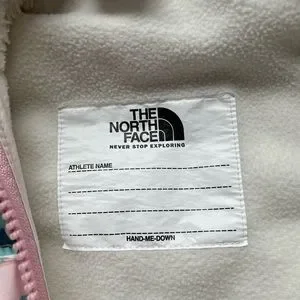 THE
NORTH
FACE
NEVER STOP EXPLORING
ATHLETE NAME
HAND-ME-DOWN